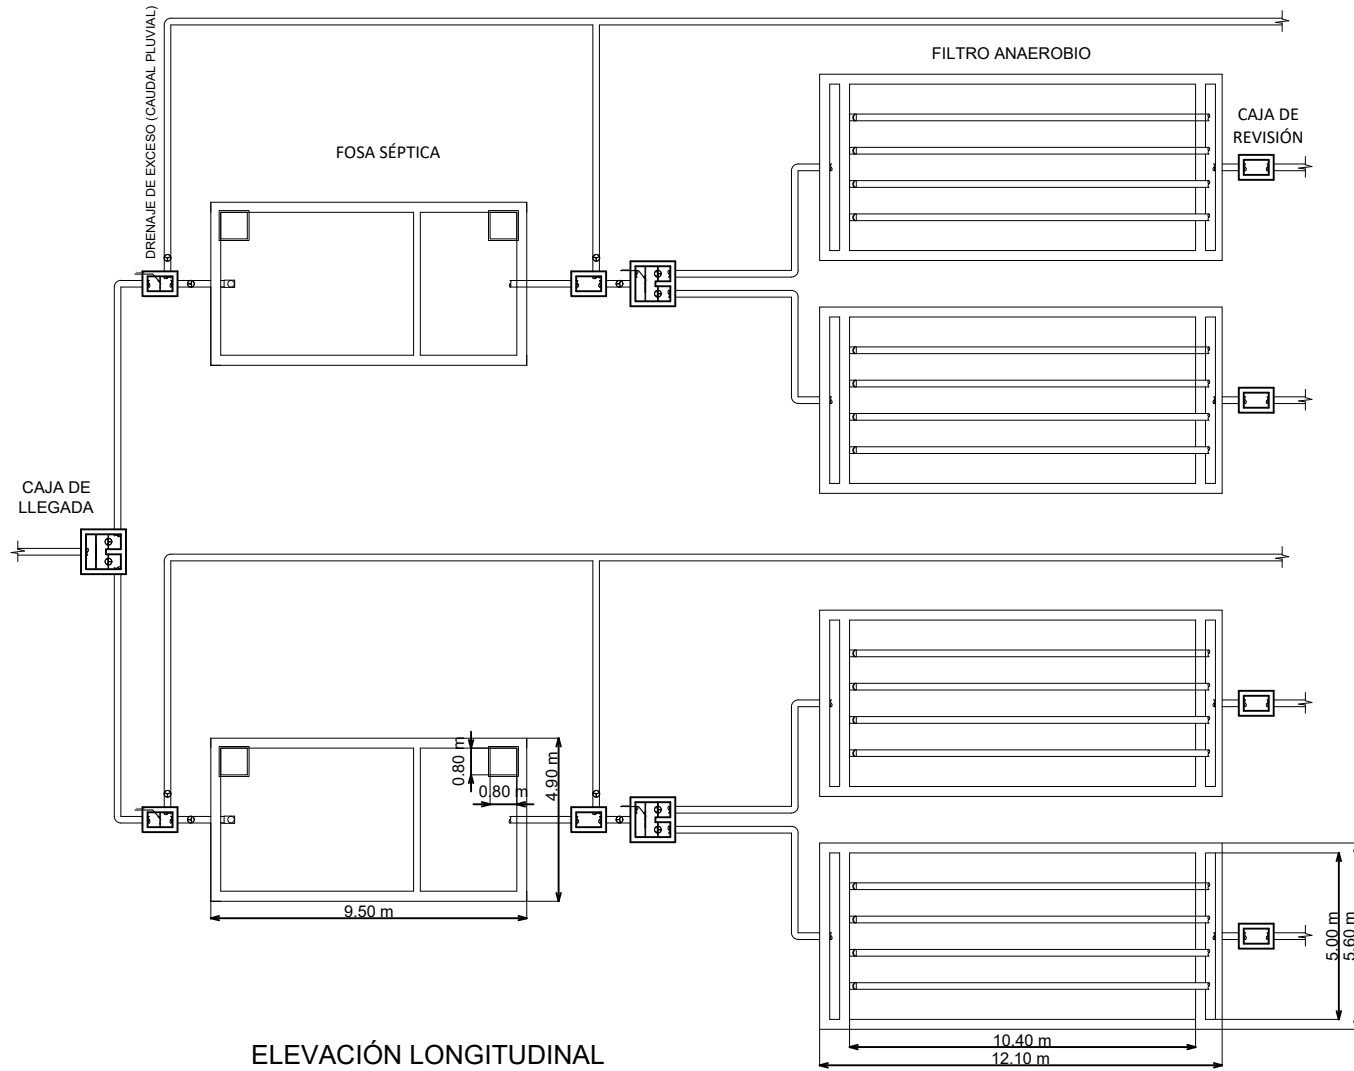 DRENAJE DE EXCESO (CAUDAL PLUVIAL)
FILTRO ANAEROBIO
CAJA DE
REVISIÓN
FOSA SÉPTICA
CAJA DE
LLEGADA
0.80 m
0.80 m
4.90 m
9.50 m
5.00 m
5.60 m
10.40 m
12.10 m
ELEVACIÓN LONGITUDINAL